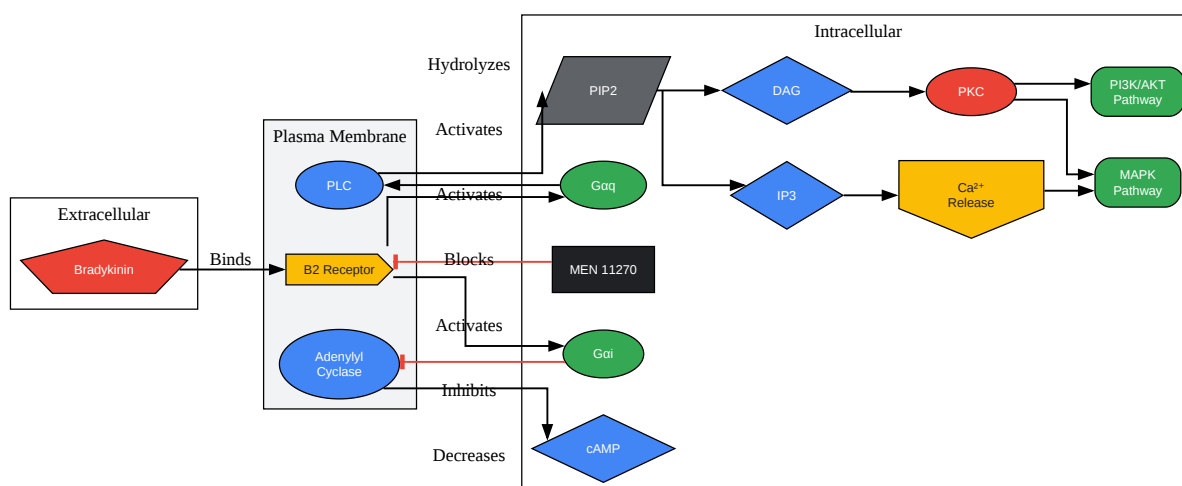 Intracellular
Hydrolyzes
PIP2
DAG
PKC
PI3K/AKT
Pathway
Plasma Membrane
Activates
PLC
Gαq
Activates
IP3
Ca²⁺
Release
MAPK
Pathway
Extracellular
Bradykinin
Binds
B2 Receptor
Blocks
MEN 11270
Activates
Adenylyl
Cyclase
Gαi
Inhibits
Decreases
cAMP